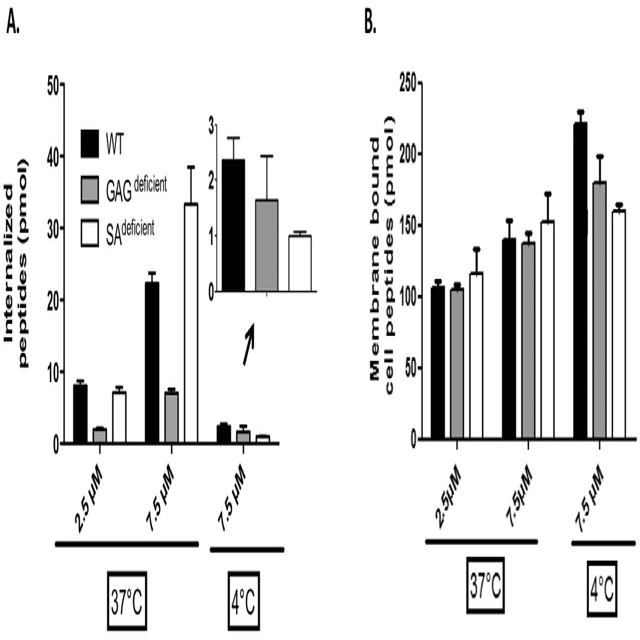 A.
B.
Internalized
peptides (pmol)
50
40
30
20
10
0
WT
GAG deficient
SA deficient
3
2
1
0
2.5 µM
7.5 µM
7.5 µM
37°C
4°C
Membrane bound
cell peptides (pmol)
250
200
150
100
50
0
2.5µM
7.5µM
7.5 µM
37°C
4°C